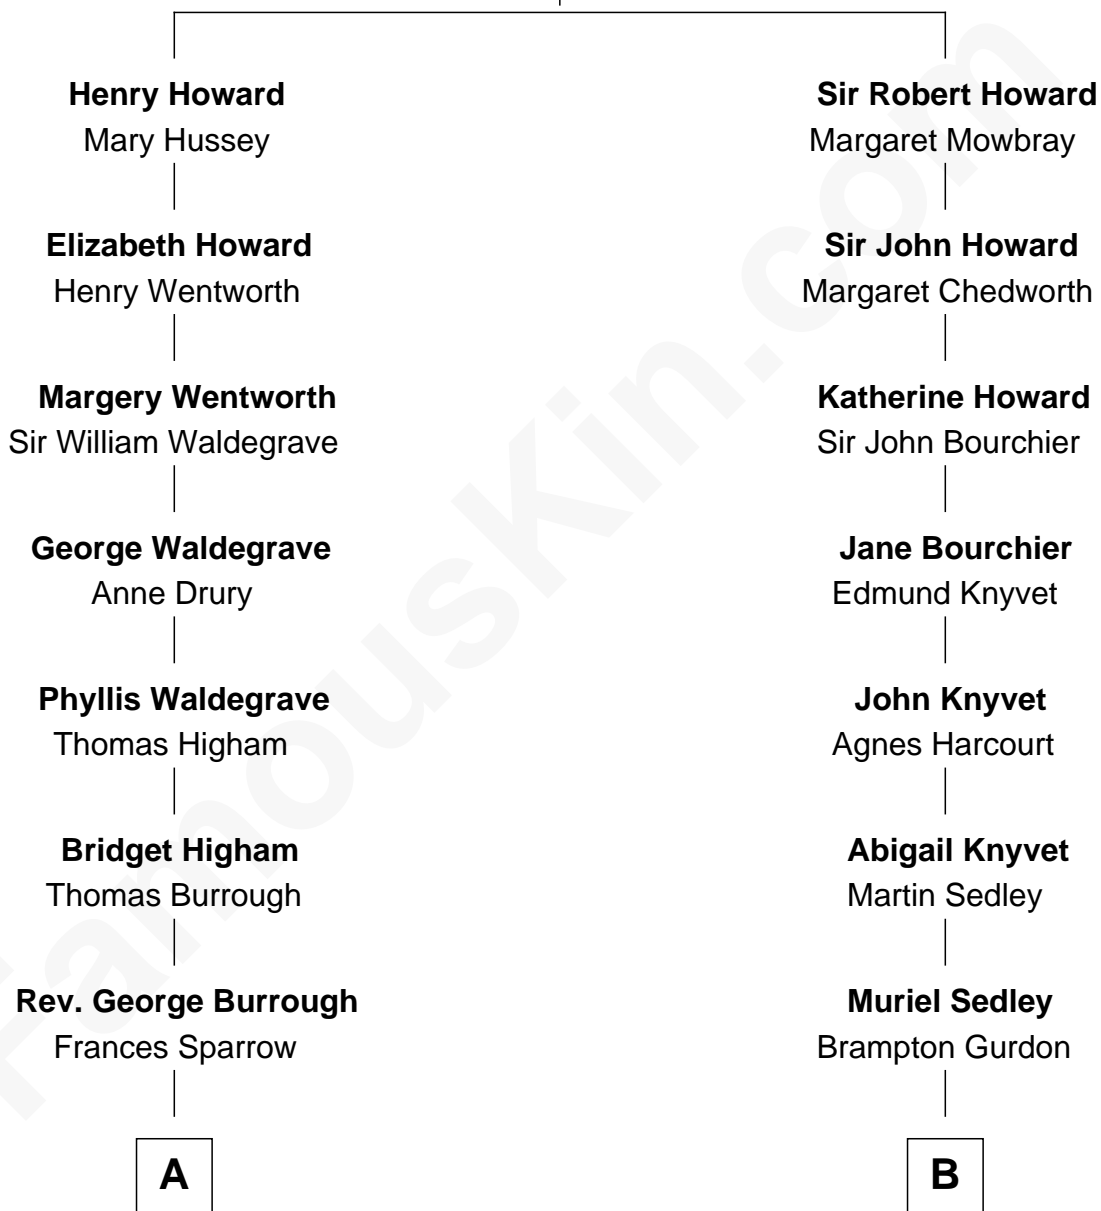 Henry Howard
Mary Hussey
Elizabeth Howard
Henry Wentworth
Margery Wentworth
Sir William Waldegrave
George Waldegrave
Anne Drury
Phyllis Waldegrave
Thomas Higham
Bridget Higham
Thomas Burrough
Rev. George Burrough
Frances Sparrow
A
Sir Robert Howard
Margaret Mowbray
Sir John Howard
Margaret Chedworth
Katherine Howard
Sir John Bourchier
Jane Bourchier
Edmund Knyvet
John Knyvet
Agnes Harcourt
Abigail Knyvet
Martin Sedley
Muriel Sedley
Brampton Gurdon
B
FamousKin.com